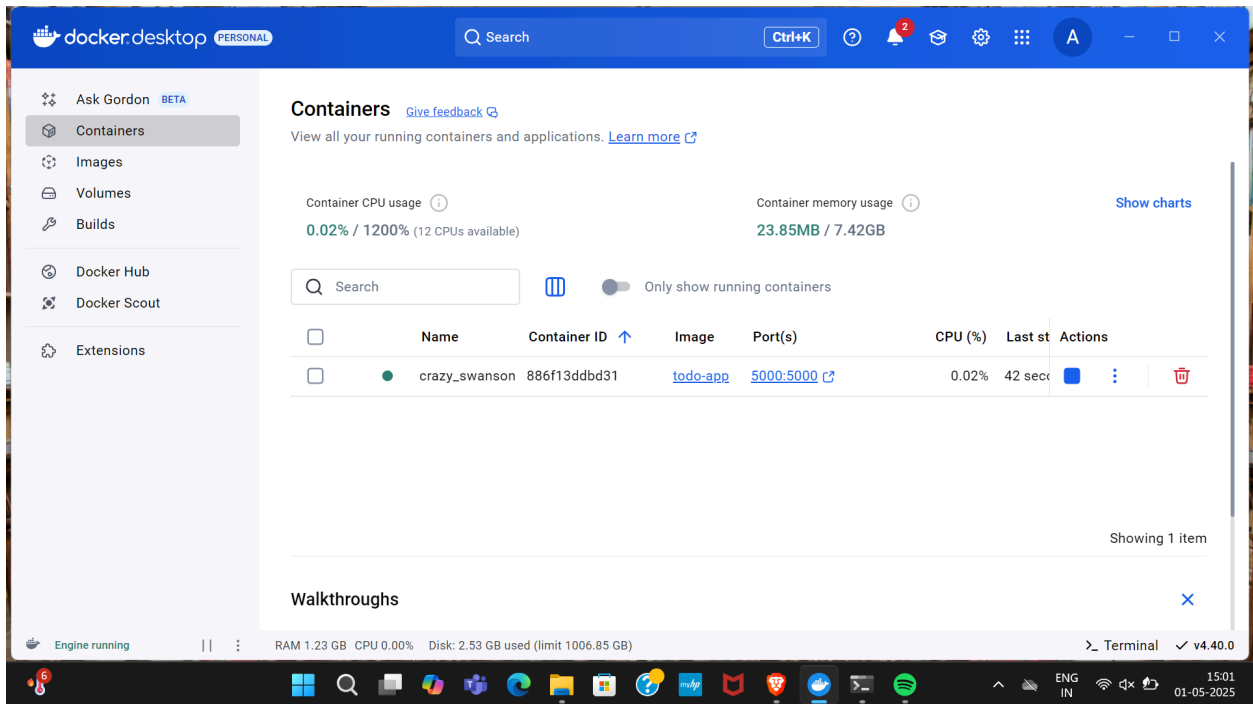 docker.desktop PERSONAL Search Ctrl+K 2 A
Ask Gordon BETA
Containers
Images
Volumes
Builds
Docker Hub
Docker Scout
Extensions
Containers Give feedback
View all your running containers and applications. Learn more
Container CPU usage Container memory usage Show charts
0.02% / 1200% (12 CPUs available) 23.85MB / 7.42GB
Search Only show running containers
Name Container ID Image Port(s) CPU (%) Last st Actions
crazy_swanson 886f13ddbd31 todo-app 5000:5000 0.02% 42 sec
Showing 1 item
Walkthroughs
Engine running RAM 1.23 GB CPU 0.00% Disk: 2.53 GB used (limit 1006.85 GB) >_ Terminal v4.40.0
6 myhp ENG 15:01
IN 01-05-2025